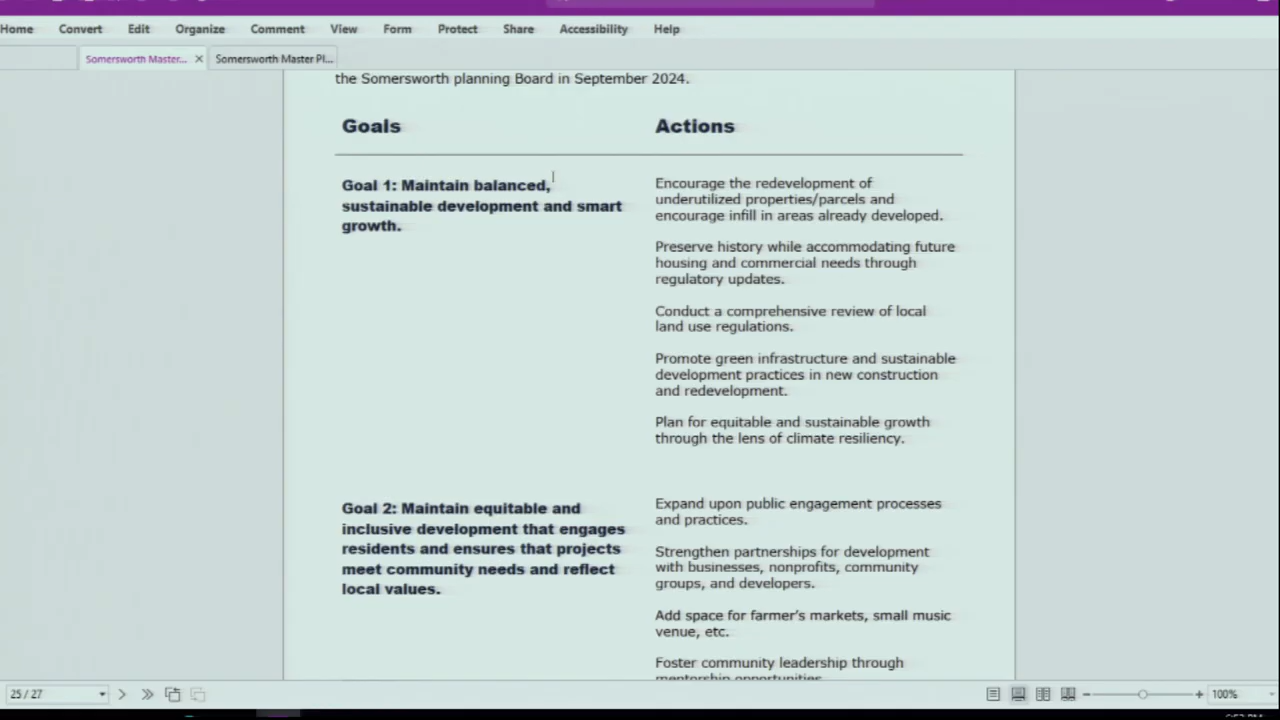 Home Convert Edit Organize Comment View Form Protect Share Accessibility Help
Somersworth Master... × Somersworth Master Pl...
the Somersworth planning Board in September 2024.
Goals Actions
Goal 1: Maintain balanced,
sustainable development and smart
growth.
Encourage the redevelopment of
underutilized properties/parcels and
encourage infill in areas already developed.
Preserve history while accommodating future
housing and commercial needs through
regulatory updates.
Conduct a comprehensive review of local
land use regulations.
Promote green infrastructure and sustainable
development practices in new construction
and redevelopment.
Plan for equitable and sustainable growth
through the lens of climate resiliency.
Goal 2: Maintain equitable and
inclusive development that engages
residents and ensures that projects
meet community needs and reflect
local values.
Expand upon public engagement processes
and practices.
Strengthen partnerships for development
with businesses, nonprofits, community
groups, and developers.
Add space for farmer's markets, small music
venue, etc.
Foster community leadership through
mentorship opportunities.
25 / 27
100%